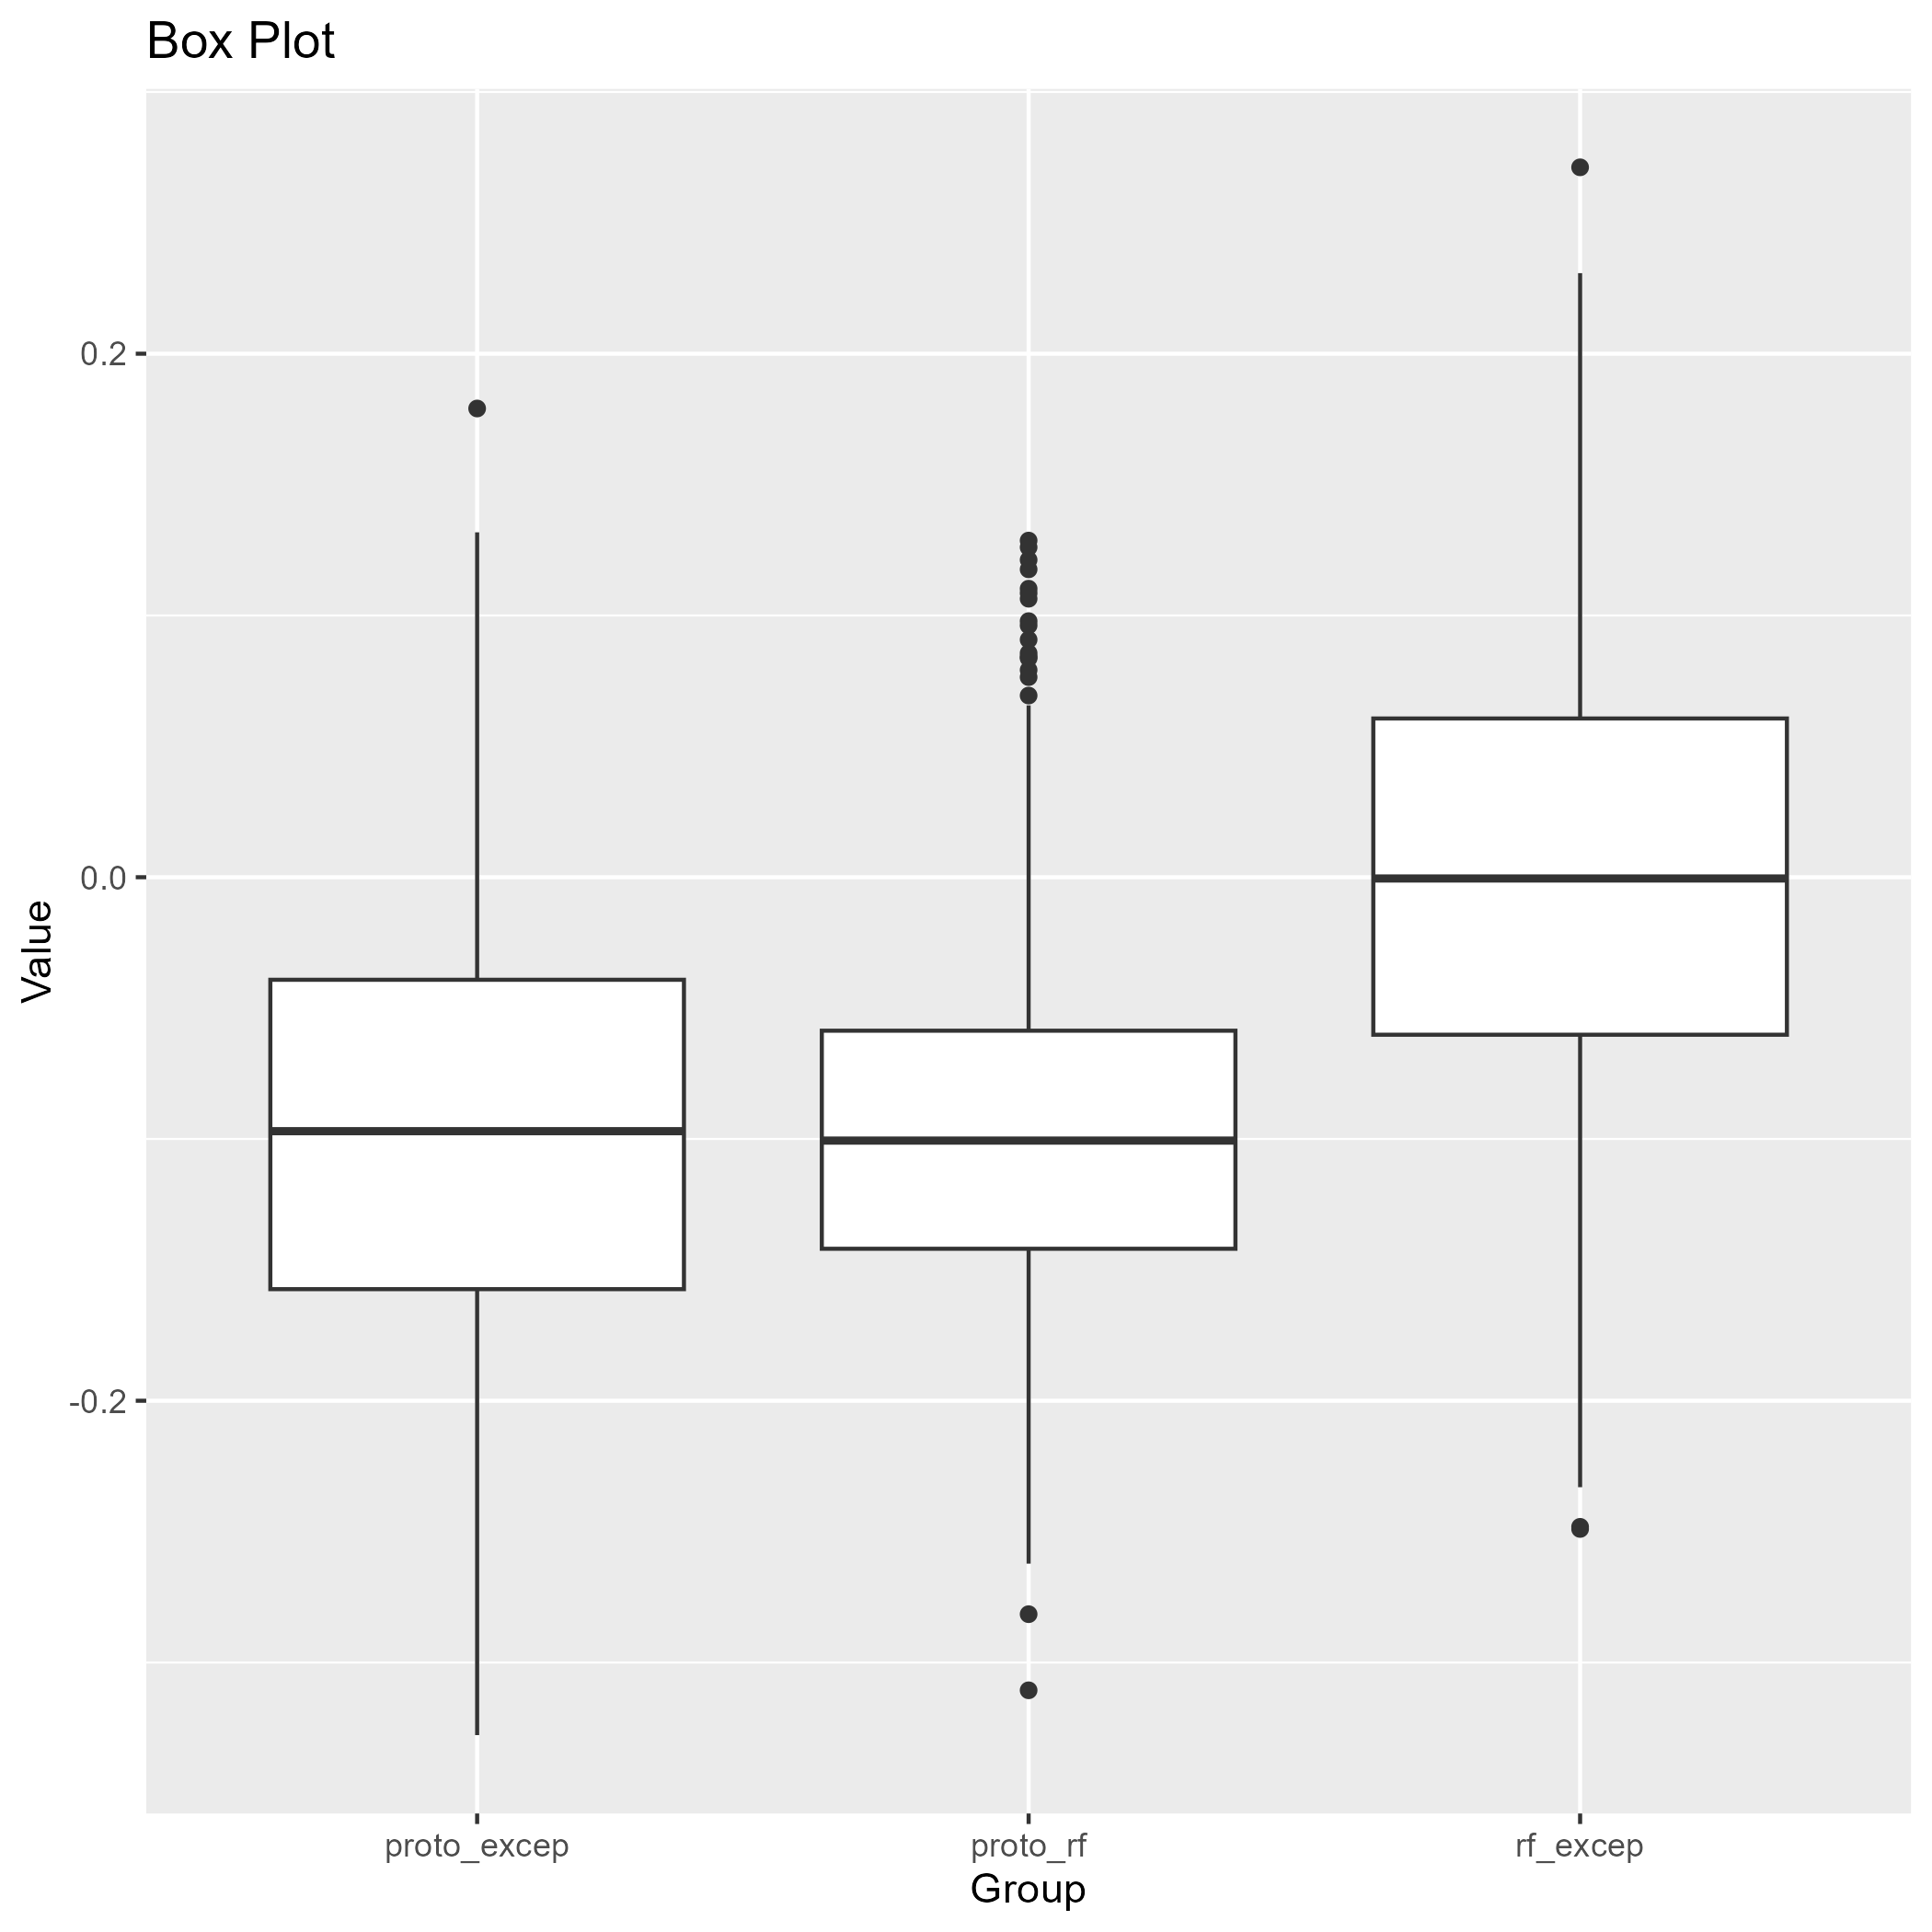 Box Plot
Value
0.2
0.0
-0.2
proto_excep
proto_rf
rf_excep
Group